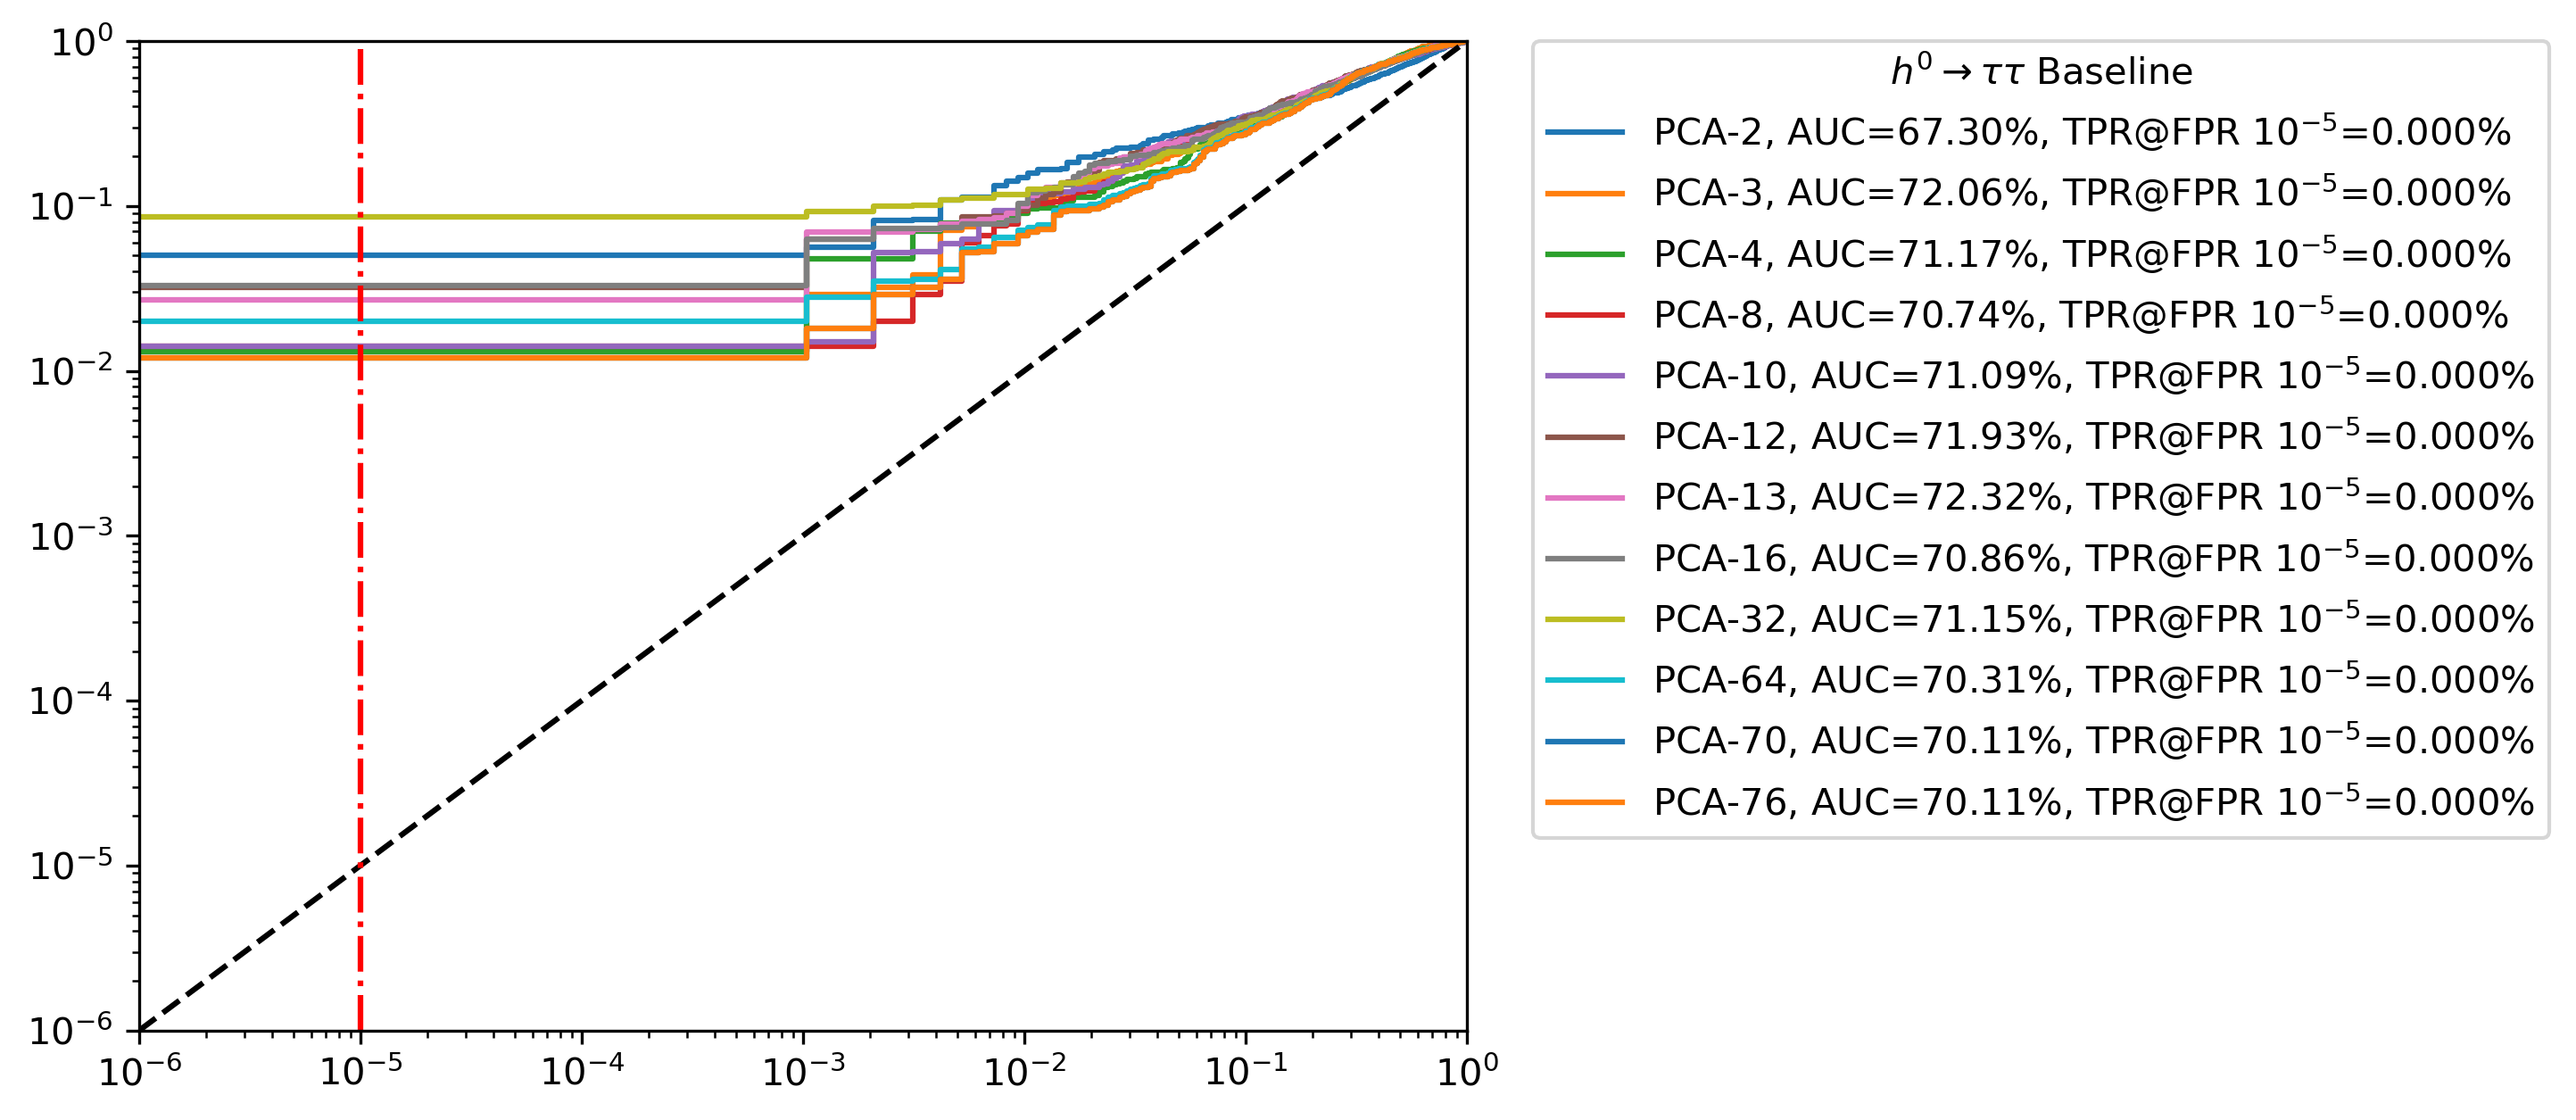 10⁰
10⁻¹
10⁻²
10⁻³
10⁻⁴
10⁻⁵
10⁻⁶
10⁻⁶ 10⁻⁵ 10⁻⁴ 10⁻³ 10⁻² 10⁻¹ 10⁰
h⁰ → ττ Baseline
PCA-2, AUC=67.30%, TPR@FPR 10⁻⁵=0.000%
PCA-3, AUC=72.06%, TPR@FPR 10⁻⁵=0.000%
PCA-4, AUC=71.17%, TPR@FPR 10⁻⁵=0.000%
PCA-8, AUC=70.74%, TPR@FPR 10⁻⁵=0.000%
PCA-10, AUC=71.09%, TPR@FPR 10⁻⁵=0.000%
PCA-12, AUC=71.93%, TPR@FPR 10⁻⁵=0.000%
PCA-13, AUC=72.32%, TPR@FPR 10⁻⁵=0.000%
PCA-16, AUC=70.86%, TPR@FPR 10⁻⁵=0.000%
PCA-32, AUC=71.15%, TPR@FPR 10⁻⁵=0.000%
PCA-64, AUC=70.31%, TPR@FPR 10⁻⁵=0.000%
PCA-70, AUC=70.11%, TPR@FPR 10⁻⁵=0.000%
PCA-76, AUC=70.11%, TPR@FPR 10⁻⁵=0.000%